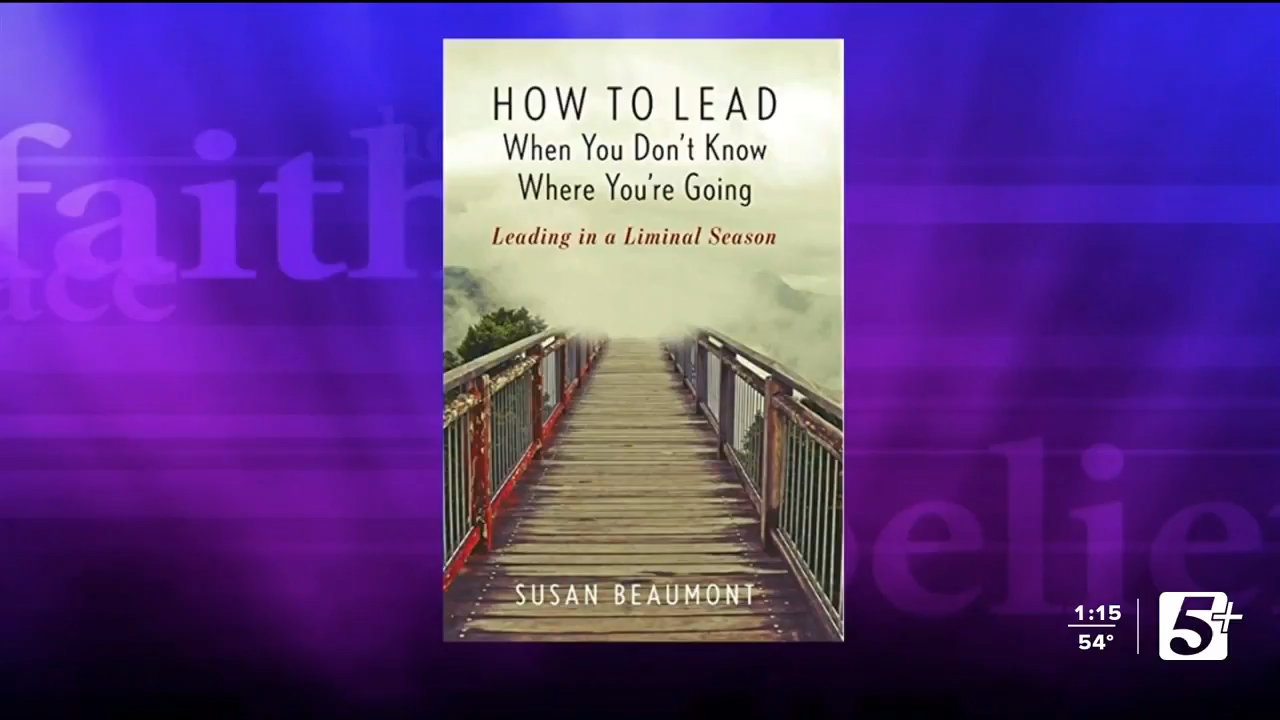 HOW TO LEAD
When You Don't Know
Where You're Going
Leading in a Liminal Season
SUSAN BEAUMONT
faith
1:15
54°
5+